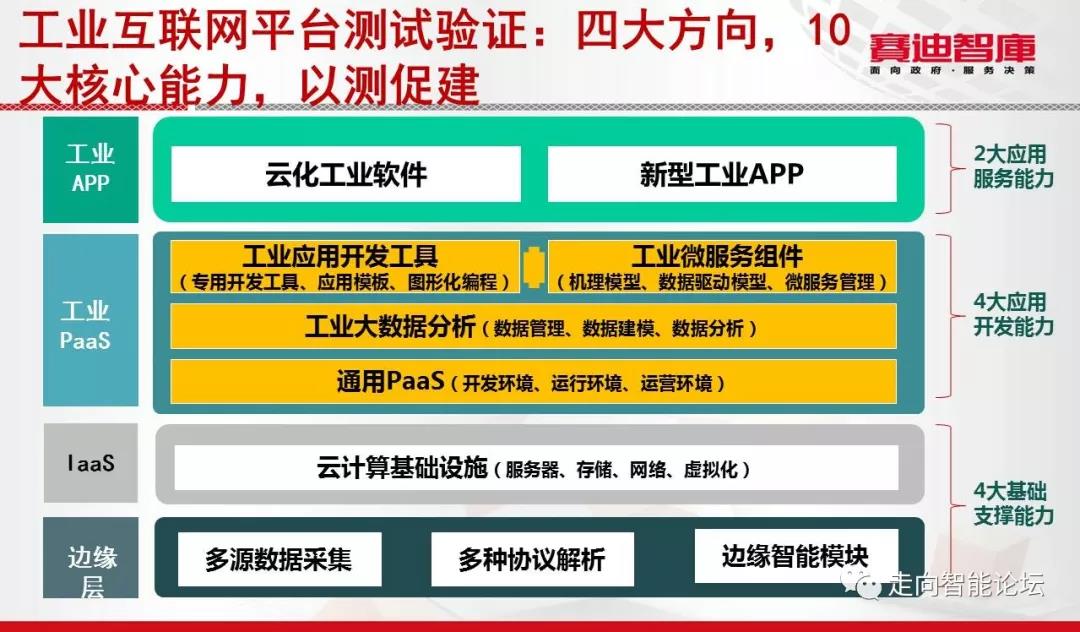 工业互联网平台测试验证：四大方向，10
大核心能力，以测促建
赛迪智庫
面向政府·服务决策
工业
APP
云化工业软件
新型工业APP
2大应用
服务能力
工业
PaaS
工业应用开发工具
（专用开发工具、应用模板、图形化编程）
工业微服务组件
（机理模型、数据驱动模型、微服务管理）
工业大数据分析（数据管理、数据建模、数据分析）
通用PaaS（开发环境、运行环境、运营环境）
4大应用
开发能力
IaaS
云计算基础设施（服务器、存储、网络、虚拟化）
4大基础
支撑能力
边缘
层
多源数据采集
多种协议解析
边缘智能模块
走向智能论坛